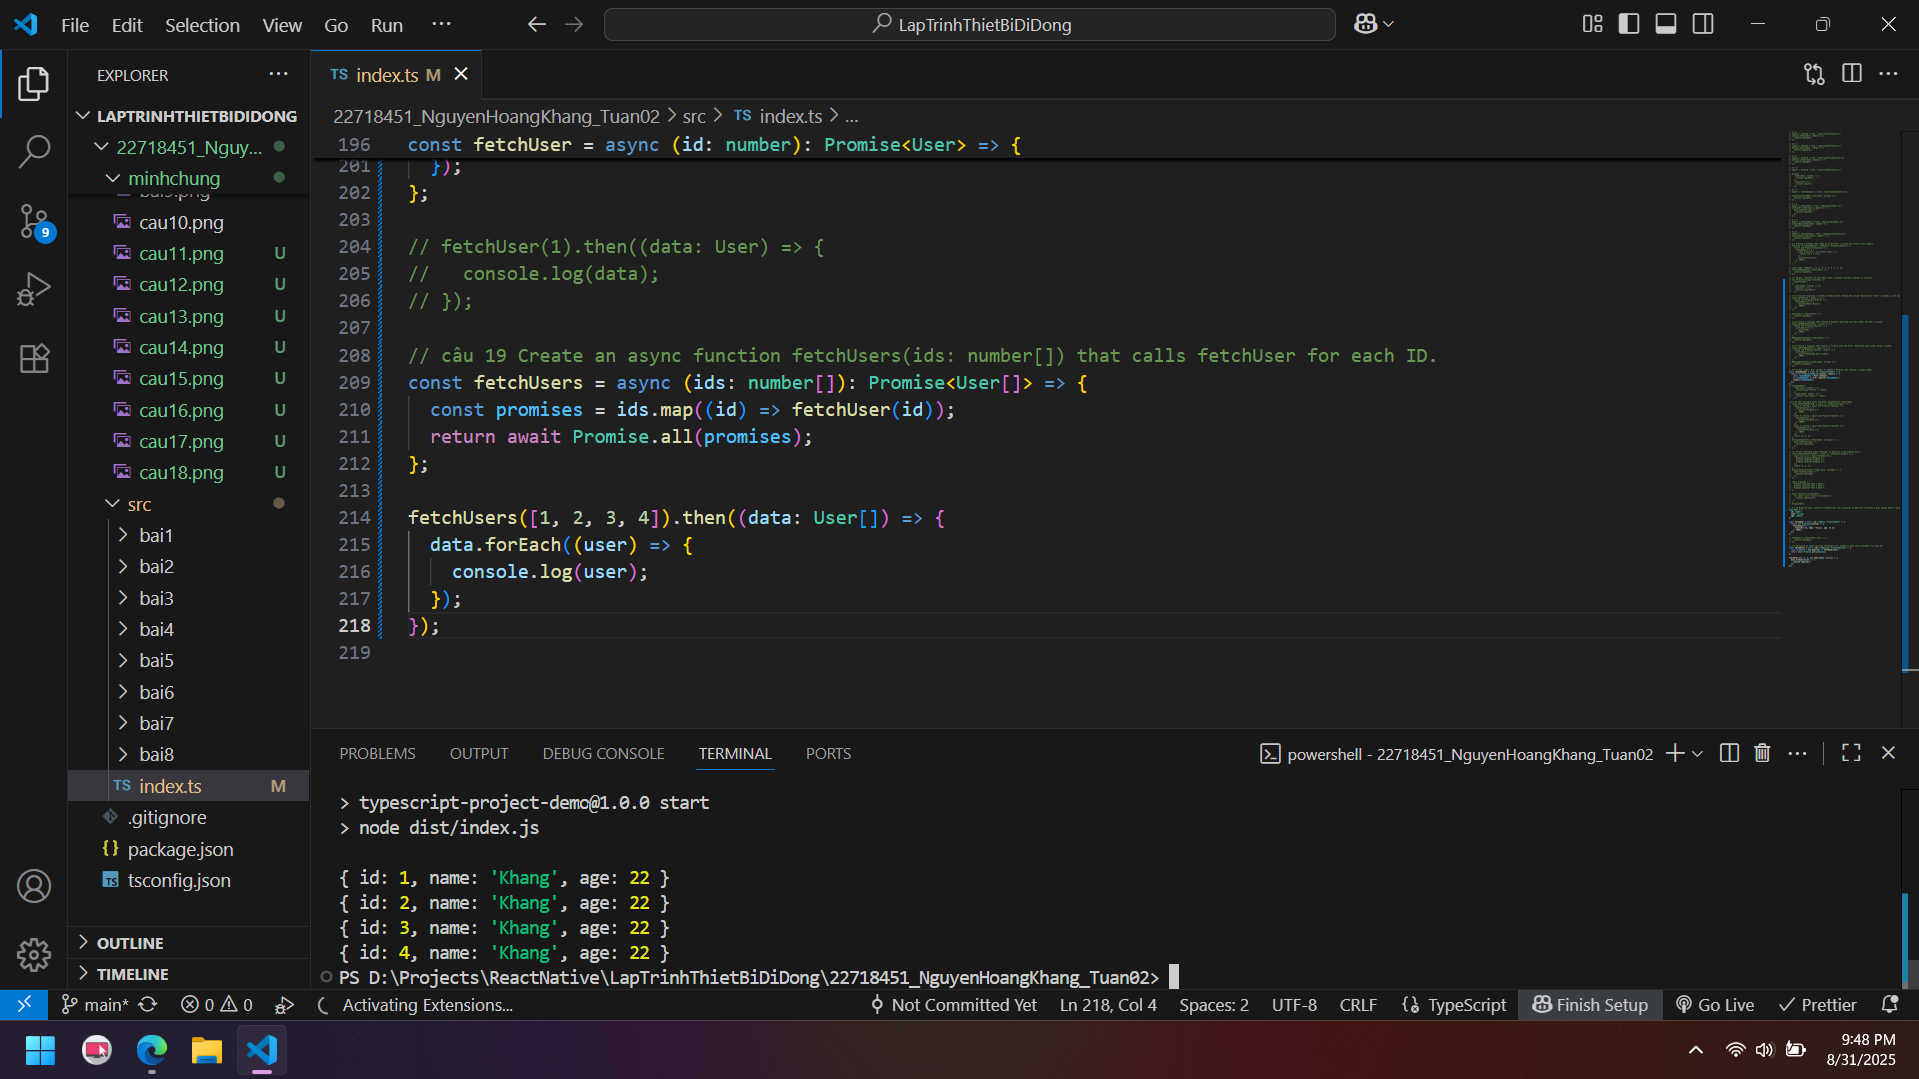 File Edit Selection View Go Run ...
LapTrinhThietBiDiDong
EXPLORER
LAPTRINHTHIETBIDIDONG
22718451_Nguy...
minhchung
cau10.png
cau11.png U
cau12.png U
cau13.png U
cau14.png U
cau15.png U
cau16.png U
cau17.png U
cau18.png U
src
bai1
bai2
bai3
bai4
bai5
bai6
bai7
bai8
TS index.ts M
.gitignore
{} package.json
TS tsconfig.json
OUTLINE
TIMELINE
9
TS index.ts M
22718451_NguyenHoangKhang_Tuan02 > src > TS index.ts > ...
196 const fetchUser = async (id: number): Promise<User> => {
201 });
202 };
203
204 // fetchUser(1).then((data: User) => {
205 //   console.log(data);
206 // });
207
208 // câu 19 Create an async function fetchUsers(ids: number[]) that calls fetchUser for each ID.
209 const fetchUsers = async (ids: number[]): Promise<User[]> => {
210   const promises = ids.map((id) => fetchUser(id));
211   return await Promise.all(promises);
212 };
213
214 fetchUsers([1, 2, 3, 4]).then((data: User[]) => {
215   data.forEach((user) => {
216     console.log(user);
217   });
218 });
219
PROBLEMS OUTPUT DEBUG CONSOLE TERMINAL PORTS
powershell - 22718451_NguyenHoangKhang_Tuan02
> typescript-project-demo@1.0.0 start
> node dist/index.js
{ id: 1, name: 'Khang', age: 22 }
{ id: 2, name: 'Khang', age: 22 }
{ id: 3, name: 'Khang', age: 22 }
{ id: 4, name: 'Khang', age: 22 }
PS D:\Projects\ReactNative\LapTrinhThietBiDiDong\22718451_NguyenHoangKhang_Tuan02>
main* 0 0 Activating Extensions... Not Committed Yet Ln 218, Col 4 Spaces: 2 UTF-8 CRLF {} TypeScript Finish Setup Go Live Prettier
9:48 PM
8/31/2025